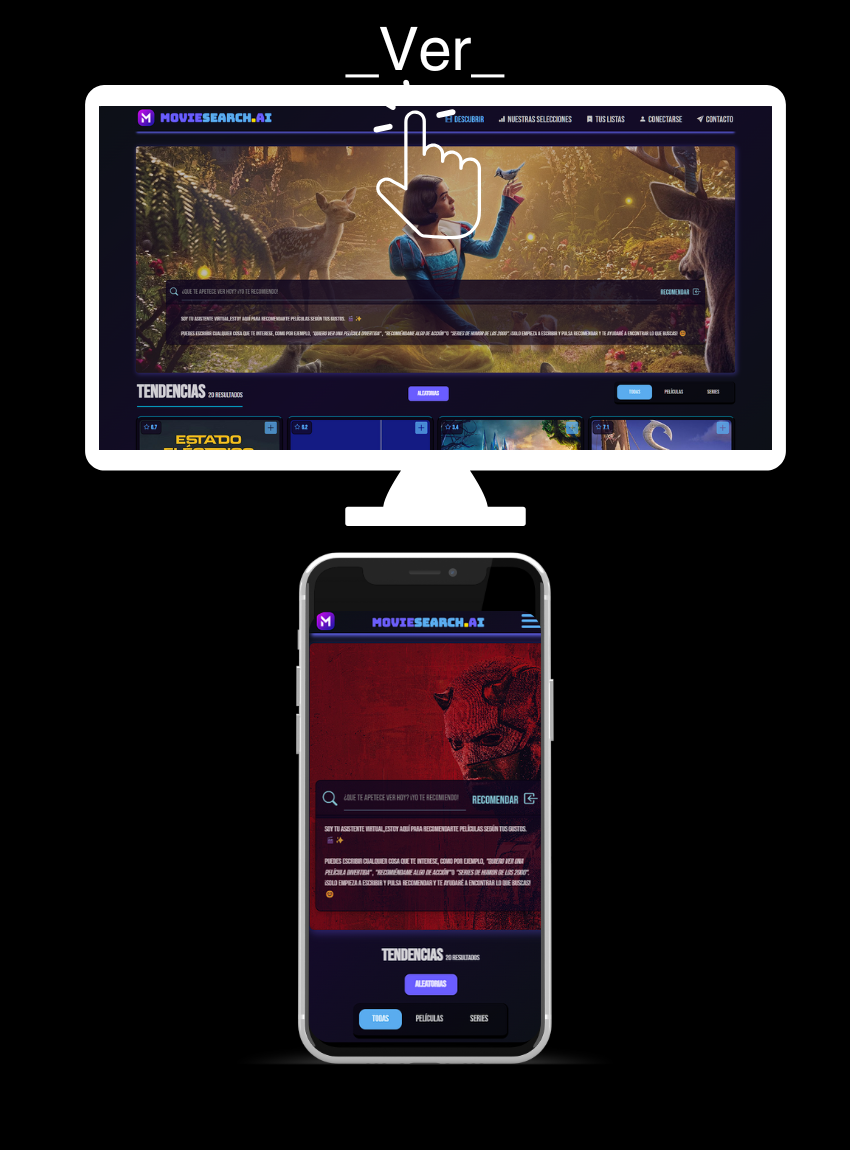 _Ver_
M MOVIESEARCH.AI
DESCUBRIR NUESTRAS SELECCIONES TUS LISTAS CONECTARSE CONTACTO
¿QUE TE APETECE VER HOY? ¡YO TE RECOMIENDO! RECOMENDAR
SOY TU ASISTENTE VIRTUAL,ESTOY AQUÍ PARA RECOMENDARTE PELÍCULAS SEGÚN TUS GUSTOS.
PUEDES ESCRIBIR CUALQUIER COSA QUE TE INTERESE, COMO POR EJEMPLO, "QUIERO VER UNA PELÍCULA DIVERTIDA" , "RECOMIÉNDAME ALGO DE ACCIÓN"O "SERIES DE HUMOR DE LOS 2000". ¡SOLO EMPIEZA A ESCRIBIR Y PULSA RECOMENDAR Y TE AYUDARÉ A ENCONTRAR LO QUE BUSCAS!
TENDENCIAS 20 RESULTADOS ALEATORIAS TODAS PELÍCULAS SERIES
6.7 + 6.2 + 3.4 7.1 +
ESTADO
ELÉCTRICO
M MOVIESEARCH.AI
¿QUE TE APETECE VER HOY? ¡YO TE RECOMIENDO! RECOMENDAR
SOY TU ASISTENTE VIRTUAL,ESTOY AQUÍ PARA RECOMENDARTE PELÍCULAS SEGÚN TUS GUSTOS.
PUEDES ESCRIBIR CUALQUIER COSA QUE TE INTERESE, COMO POR EJEMPLO, "QUIERO VER UNA
PELÍCULA DIVERTIDA" , "RECOMIÉNDAME ALGO DE ACCIÓN"O "SERIES DE HUMOR DE LOS 2000".
¡SOLO EMPIEZA A ESCRIBIR Y PULSA RECOMENDAR Y TE AYUDARÉ A ENCONTRAR LO QUE BUSCAS!
TENDENCIAS 20 RESULTADOS
ALEATORIAS
TODAS PELÍCULAS SERIES